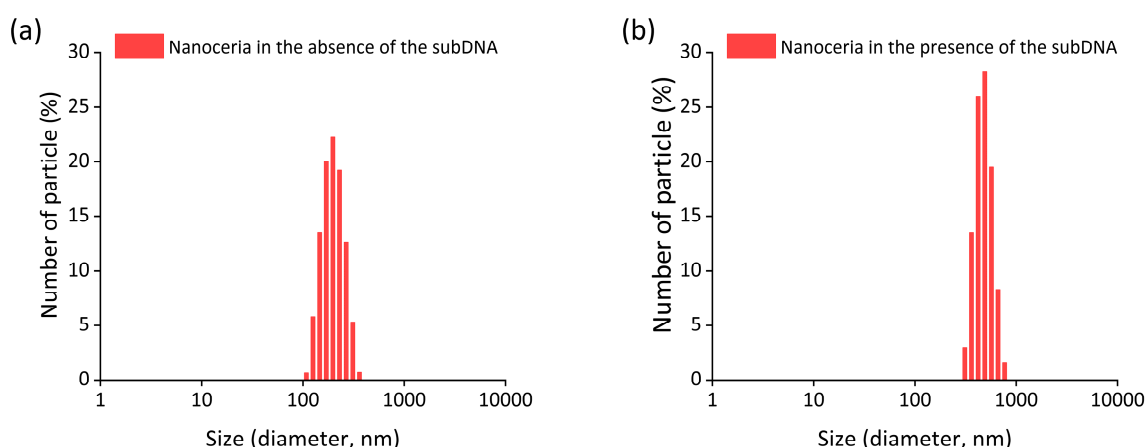 (a)
Nanoceria in the absence of the subDNA
Number of particle (%)
30
25
20
15
10
5
0
1 10 100 1000 10000
Size (diameter, nm)
(b)
Nanoceria in the presence of the subDNA
Number of particle (%)
30
25
20
15
10
5
0
1 10 100 1000 10000
Size (diameter, nm)